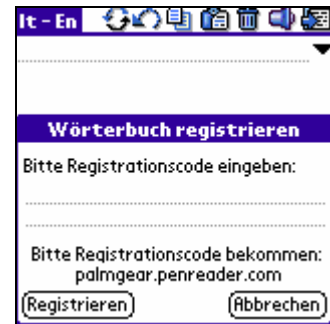 It - En
Wörterbuch registrieren
Bitte Registrationscode eingeben:
Bitte Registrationscode bekommen:
palmgear.penreader.com
Registrieren
Abbrechen